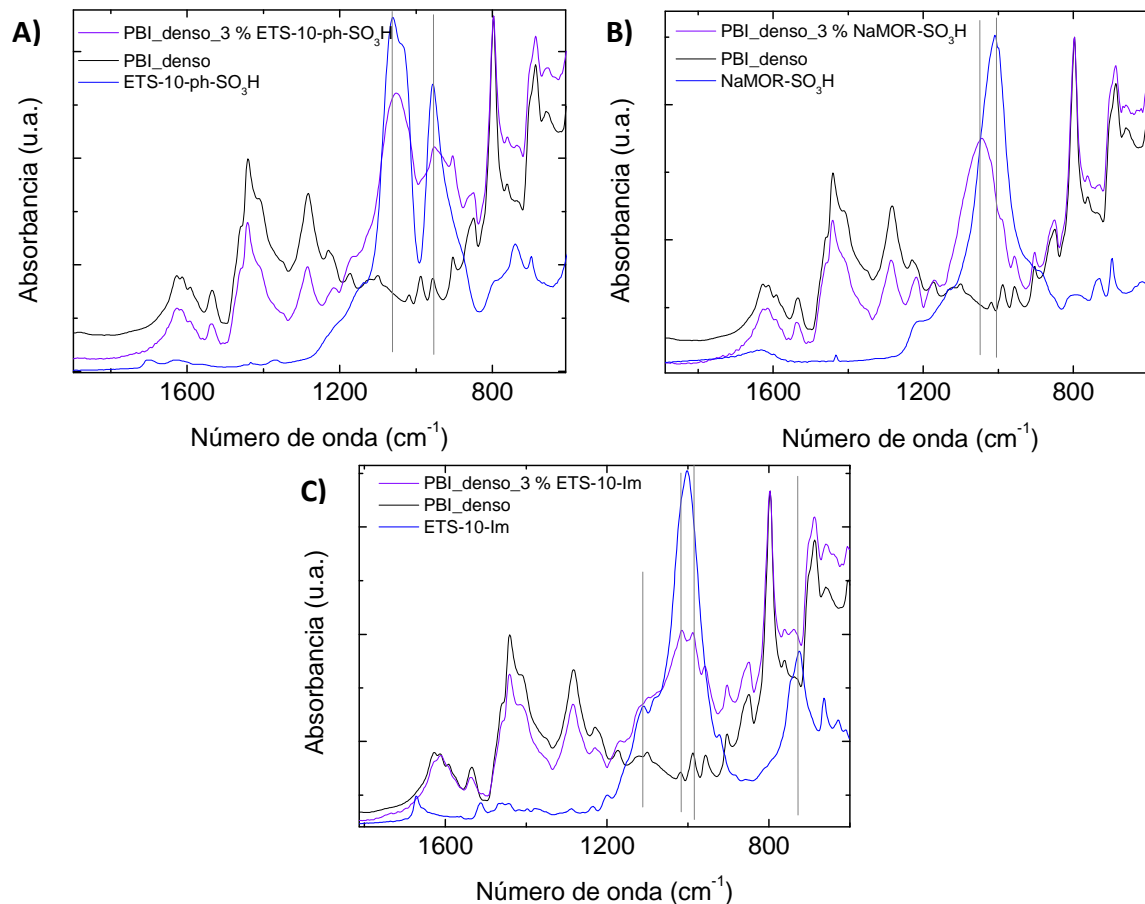 A)
PBI_denso_3 % ETS-10-ph-SO₃H
PBI_denso
ETS-10-ph-SO₃H
Absorbancia (u.a.)
1600
1200
800
Número de onda (cm⁻¹)
B)
PBI_denso_3 % NaMOR-SO₃H
PBI_denso
NaMOR-SO₃H
Absorbancia (u.a.)
1600
1200
800
Número de onda (cm⁻¹)
C)
PBI_denso_3 % ETS-10-Im
PBI_denso
ETS-10-Im
Absorbancia (u.a.)
1600
1200
800
Número de onda (cm⁻¹)